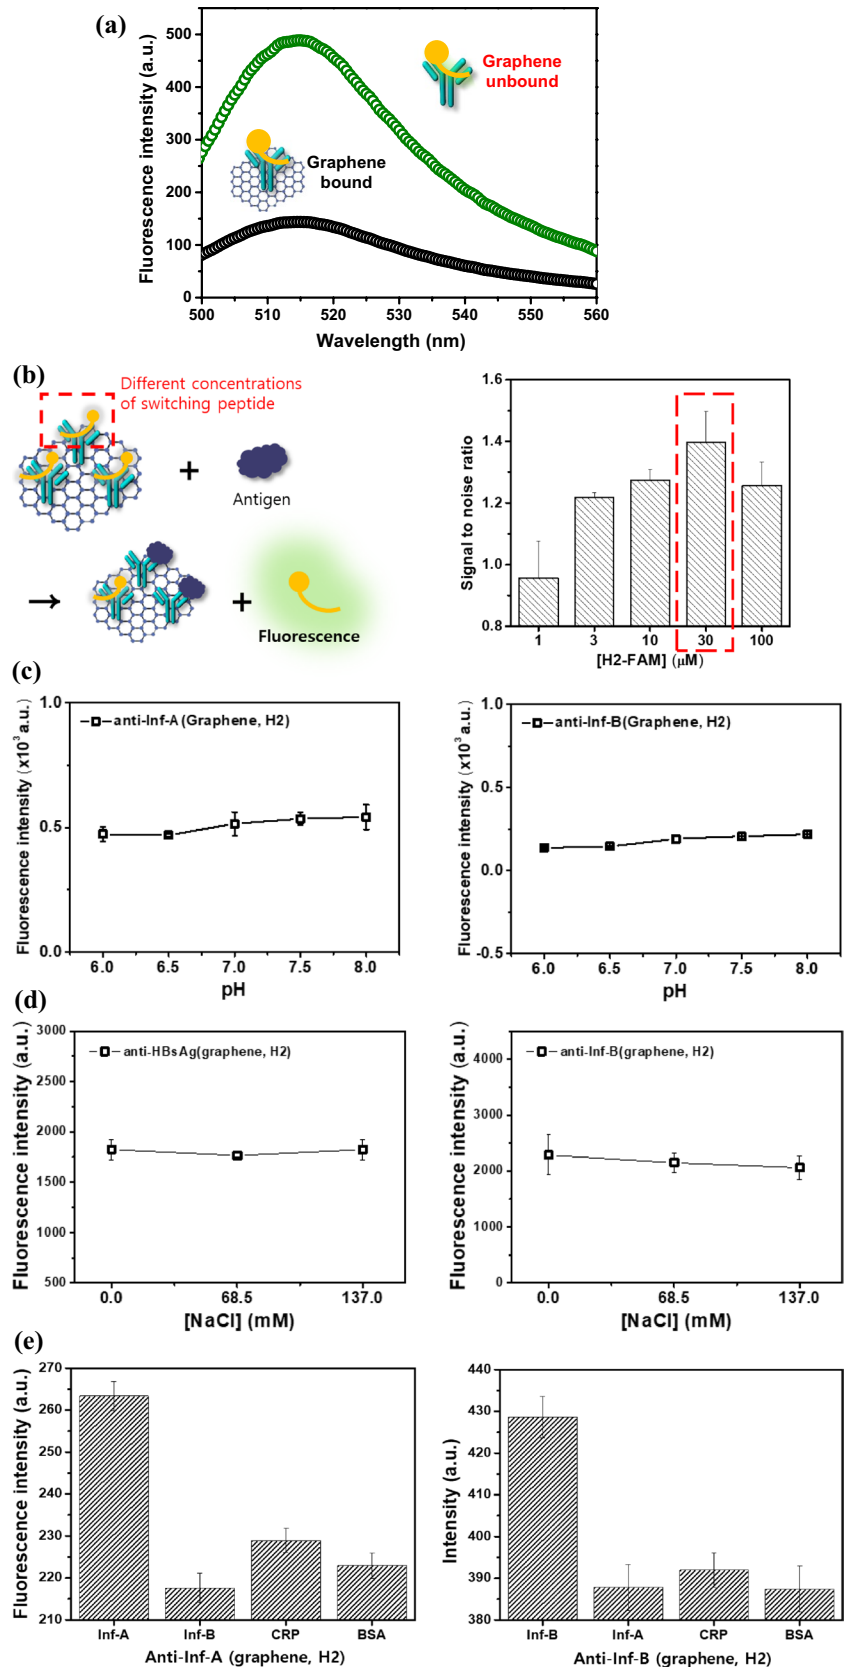 (a)
Fluorescence intensity (a.u.)
500
400
300
200
100
0
Graphene
unbound
Graphene
bound
500
510
520
530
540
550
560
Wavelength (nm)
(b)
Different concentrations
of switching peptide
+
Antigen
→
+
Fluorescence
Signal to noise ratio
1.6
1.4
1.2
1.0
0.8
1
3
10
30
100
[H2-FAM] (μM)
(c)
Fluorescence intensity (x10³ a.u.)
1.0
0.5
0.0
anti-Inf-A(Graphene, H2)
6.0
6.5
7.0
7.5
8.0
pH
Fluorescence intensity (x10³ a.u.)
1.0
0.5
0.0
-0.5
anti-Inf-B(Graphene, H2)
6.0
6.5
7.0
7.5
8.0
pH
(d)
Fluorescence intensity (a.u.)
3000
2500
2000
1500
1000
500
anti-HBsAg(graphene, H2)
0.0
68.5
137.0
[NaCl] (mM)
Fluorescence intensity (a.u.)
4000
3000
2000
1000
0
anti-Inf-B(graphene, H2)
0.0
68.5
137.0
[NaCl] (mM)
(e)
Fluorescence intensity (a.u.)
270
260
250
240
230
220
210
Inf-A
Inf-B
CRP
BSA
Anti-Inf-A (graphene, H2)
Intensity (a.u.)
440
430
420
410
400
390
380
Inf-B
Inf-A
CRP
BSA
Anti-Inf-B (graphene, H2)